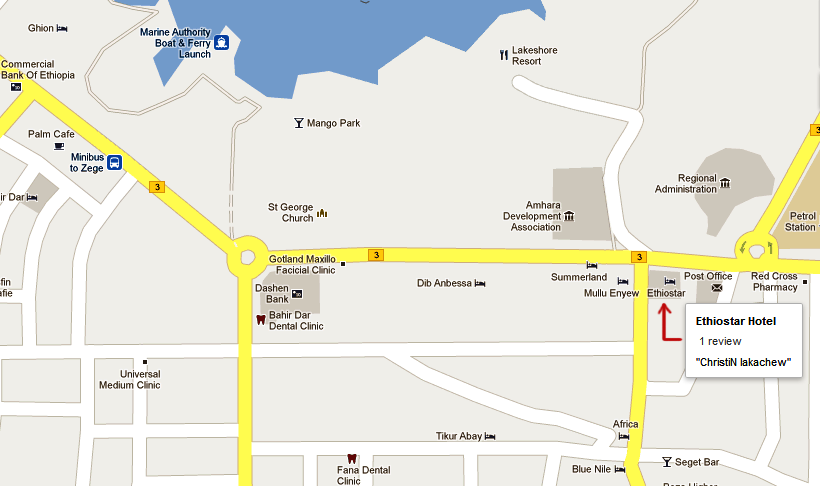 Ghion
Marine Authority
Boat & Ferry
Launch
Lakeshore
Resort
Commercial
Bank Of Ethiopia
Mango Park
Palm Cafe
Minibus
to Zege
3
3
ir Dar
St George
Church
Amhara
Development
Association
Regional
Administration
Petrol
Station
Gotland Maxillo
Facicial Clinic
3
3
Dib Anbessa
Summerland
Mullu Enyew
Ethiostar
Post Office
Red Cross
Pharmacy
fin
afie
Dashen
Bank
Bahir Dar
Dental Clinic
Ethiostar Hotel
1 review
"ChristiN lakachew"
Universal
Medium Clinic
Africa
Tikur Abay
Fana Dental
Clinic
Blue Nile
Seget Bar